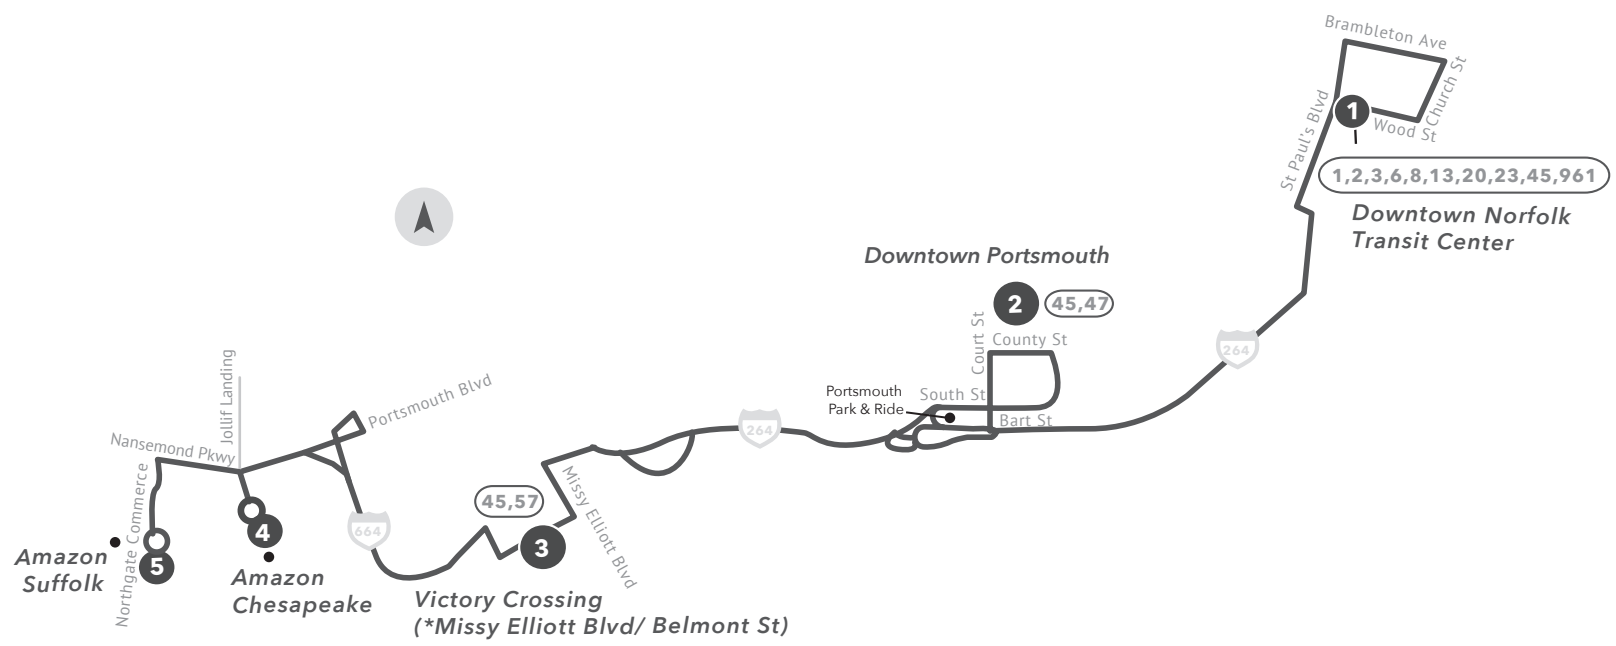 Brambleton Ave
Church St
St Paul's Blvd
1
Wood St
1,2,3,6,8,13,20,23,45,961
Downtown Norfolk
Transit Center
Downtown Portsmouth
2
45,47
Court St
County St
264
Portsmouth
Park & Ride
South St
Bart St
264
Jollif Landing
Portsmouth Blvd
Nansemond Pkwy
Northgate Commerce
664
45,57
Missy Elliott Blvd
3
4
5
Amazon
Suffolk
Amazon
Chesapeake
Victory Crossing
(*Missy Elliott Blvd/ Belmont St)